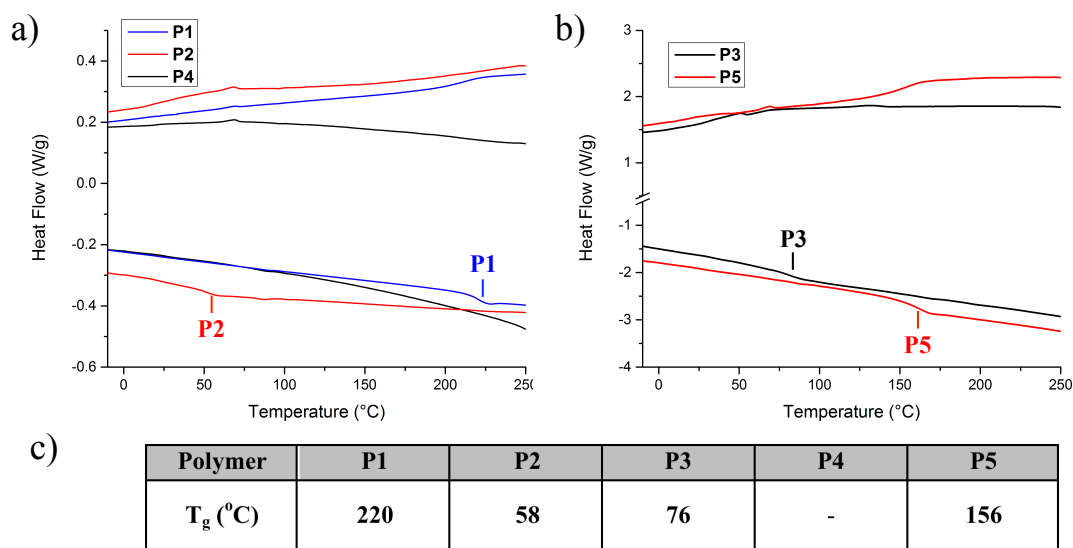 a)
P1
P2
P4
0.4
0.2
0.0
-0.2
-0.4
-0.6
Heat Flow (W/g)
P1
P2
0
50
100
150
200
250
Temperature (°C)
b)
P3
P5
3
2
1
-1
-2
-3
-4
Heat Flow (W/g)
P3
P5
0
50
100
150
200
250
Temperature (°C)
c)
Polymer P1 P2 P3 P4 P5
Tg (°C) 220 58 76 - 156